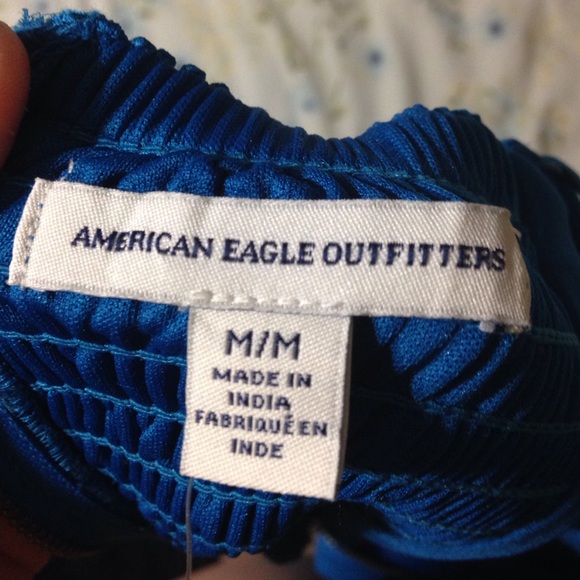 AMERICAN EAGLE OUTFITTERS
M/M
MADE IN
INDIA
FABRIQUÉ EN
INDE